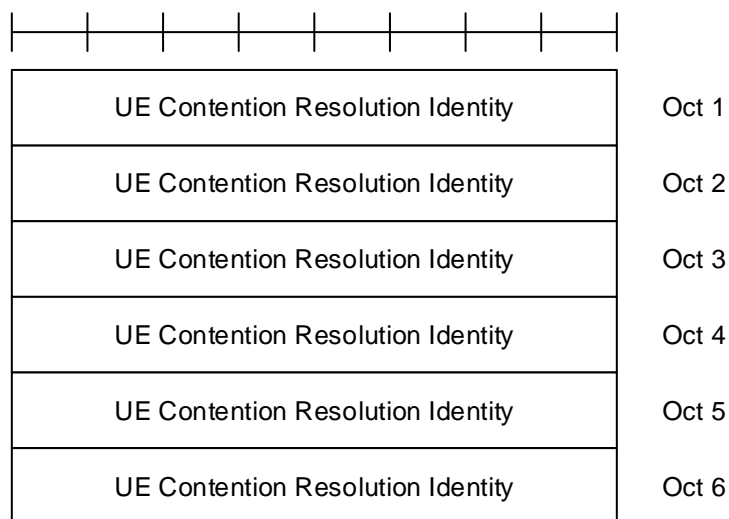 UE Contention Resolution Identity Oct 1
UE Contention Resolution Identity Oct 2
UE Contention Resolution Identity Oct 3
UE Contention Resolution Identity Oct 4
UE Contention Resolution Identity Oct 5
UE Contention Resolution Identity Oct 6